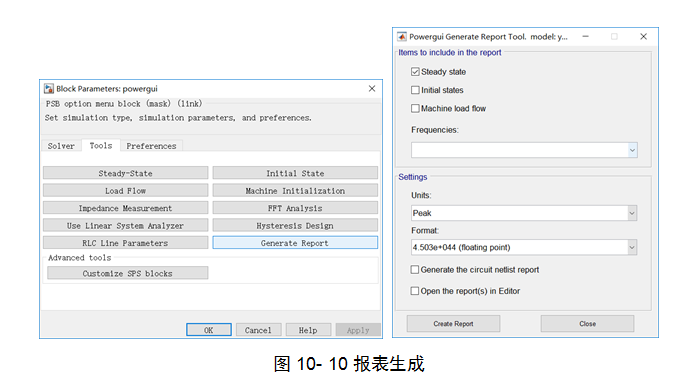 Block Parameters: powergui
PSB option menu block (mask) (link)
Set simulation type, simulation parameters, and preferences.
Solver Tools Preferences
Steady-State Initial State
Load Flow Machine Initialization
Impedance Measurement FFT Analysis
Use Linear System Analyzer Hysteresis Design
RLC Line Parameters Generate Report
Advanced tools
Customize SPS blocks
OK Cancel Help Apply
Powergui Generate Report Tool. model: y...
Items to include in the report
Steady state
Initial states
Machine load flow
Frequencies:
Settings
Units:
Peak
Format:
4.503e+044 (floating point)
Generate the circuit netlist report
Open the report(s) in Editor
Create Report Close
图 10- 10 报表生成